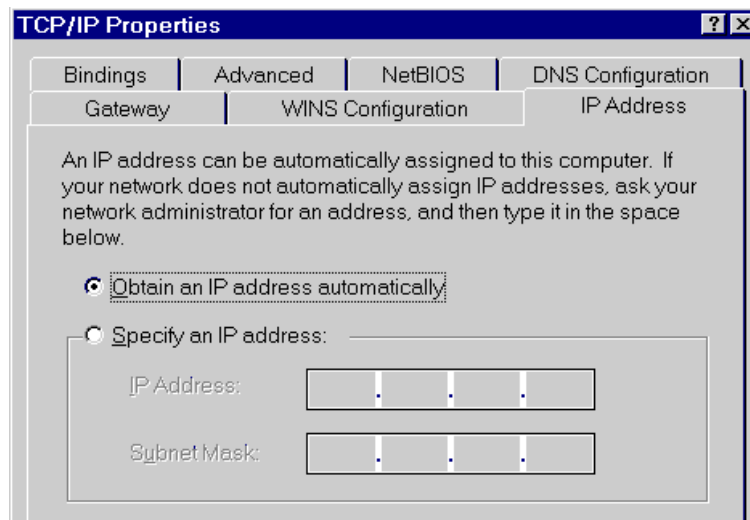 TCP/IP Properties
Bindings
Advanced
NetBIOS
DNS Configuration
Gateway
WINS Configuration
IP Address
An IP address can be automatically assigned to this computer. If
your network does not automatically assign IP addresses, ask your
network administrator for an address, and then type it in the space
below.
Obtain an IP address automatically
Specify an IP address:
IP Address:
Subnet Mask: